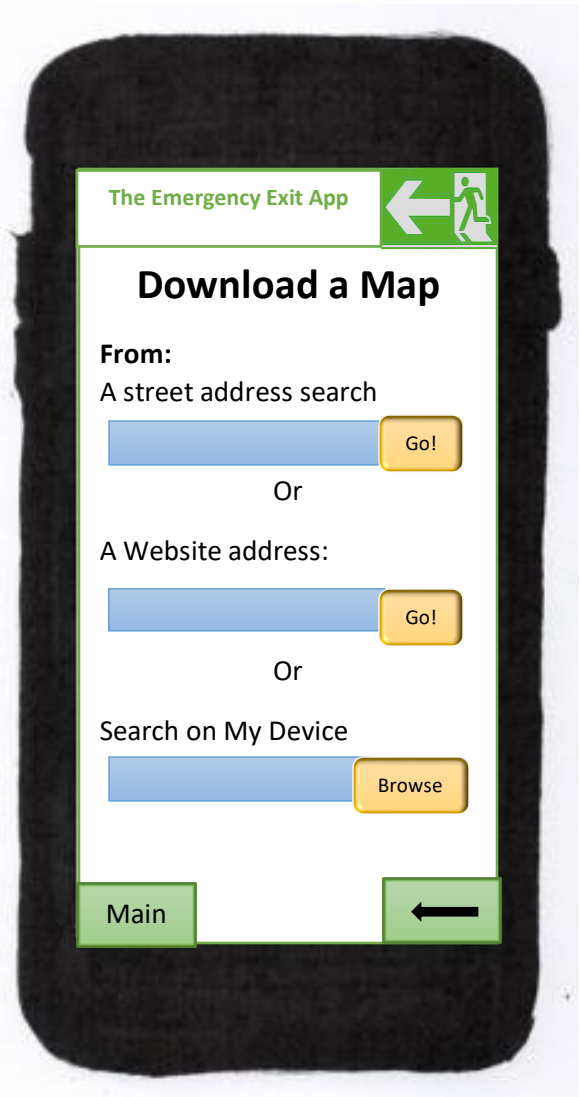 The Emergency Exit App
Download a Map
From:
A street address search
Go!
Or
A Website address:
Go!
Or
Search on My Device
Browse
Main